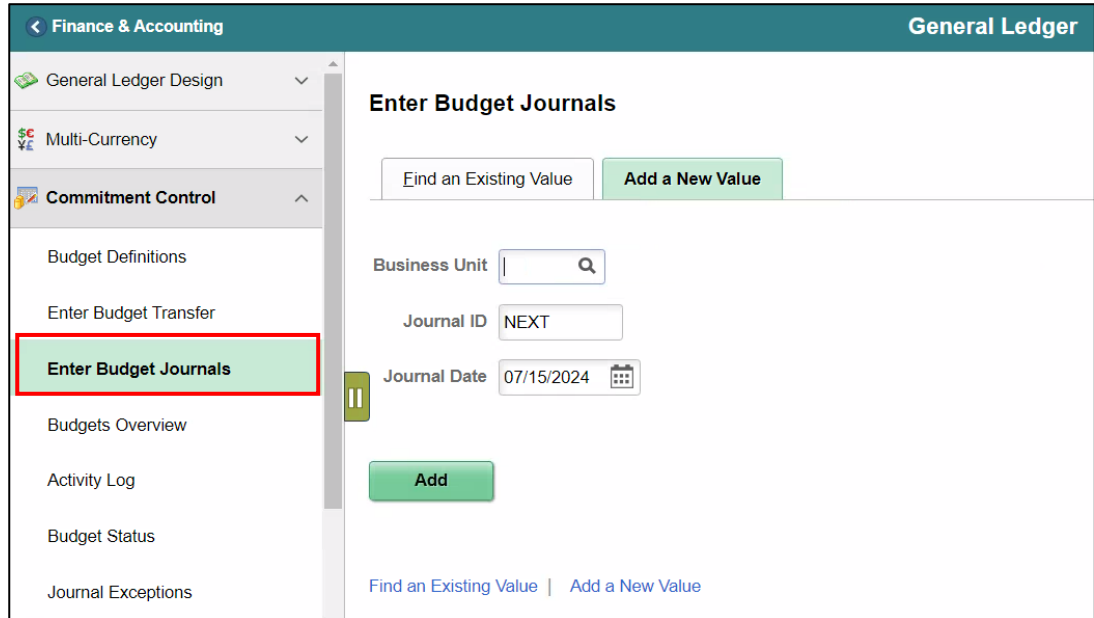 Finance & Accounting
General Ledger
General Ledger Design
Multi-Currency
Commitment Control
Budget Definitions
Enter Budget Transfer
Enter Budget Journals
Budgets Overview
Activity Log
Budget Status
Journal Exceptions
Enter Budget Journals
Find an Existing Value
Add a New Value
Business Unit
Journal ID NEXT
Journal Date 07/15/2024
Add
Find an Existing Value | Add a New Value